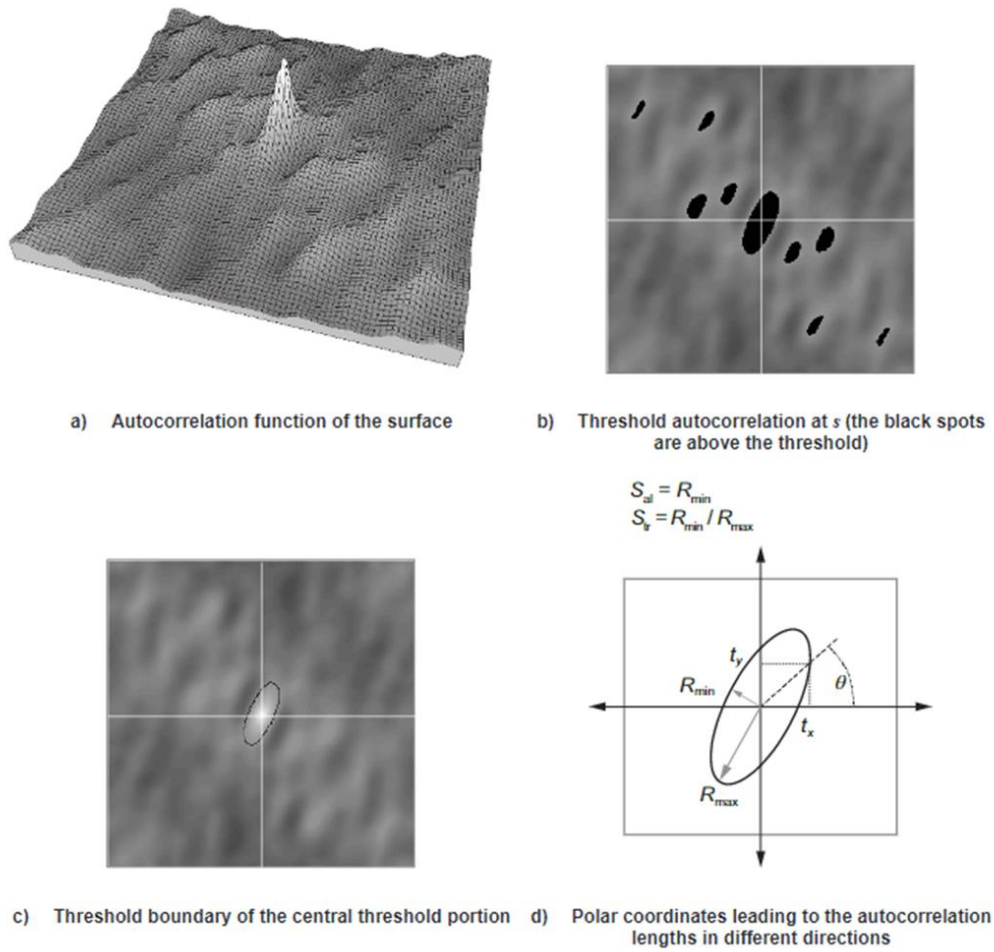 a) Autocorrelation function of the surface
b) Threshold autocorrelation at s (the black spots
are above the threshold)
S_al = R_min
S_tr = R_min / R_max
t_y
R_min
θ
t_x
R_max
c) Threshold boundary of the central threshold portion
d) Polar coordinates leading to the autocorrelation
lengths in different directions